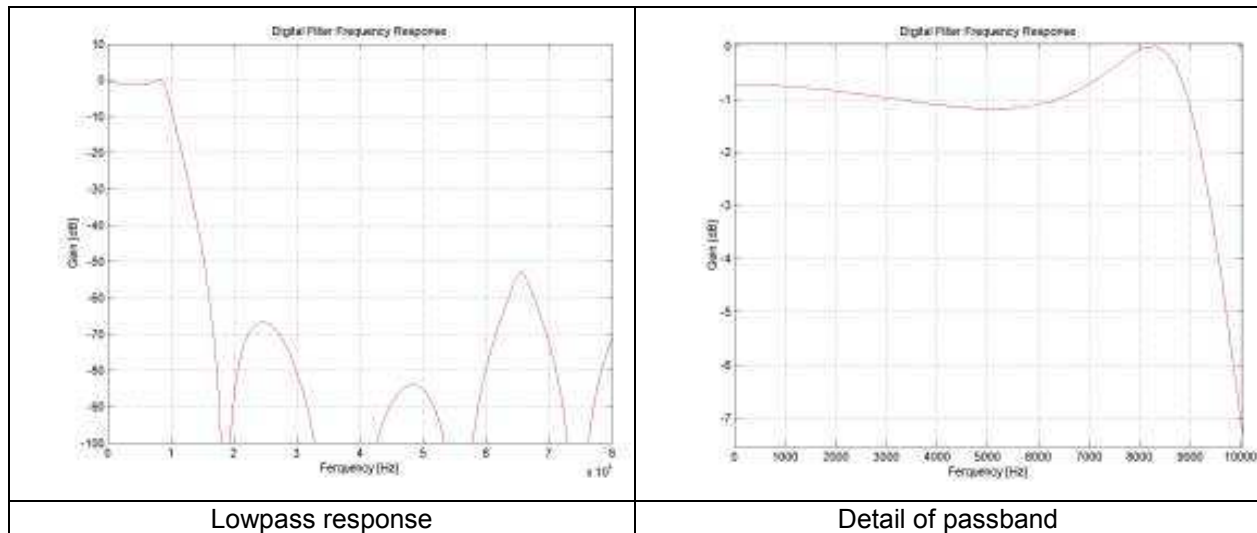 Digital Filter Frequency Response
10
0
-10
-20
-30
-40
-50
-60
-70
-80
-90
-100
Gain [dB]
0 1 2 3 4 5 6 7 8
Ferquency [Hz]
Lowpass response
Digital Filter Frequency Response
0
-1
-2
-3
-4
-5
-6
-7
Gain [dB]
0 1000 2000 3000 4000 5000 6000 7000 8000 9000 10000
Ferquency [Hz]
Detail of passband